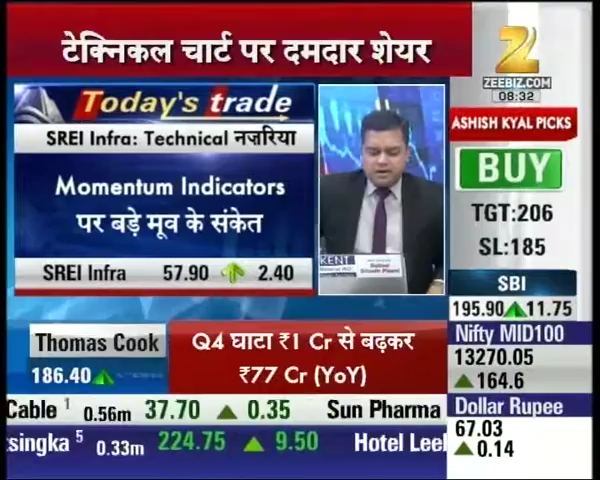 टेक्निकल चार्ट पर दमदार शेयर
Z
ZEEBIZ.COM
08:32
Today's trade
SREI Infra: Technical नज़रिया
Momentum Indicators
पर बड़े मूव के संकेत
SREI Infra 57.90 2.40
KENT
ASHISH KYAL PICKS
BUY
TGT:206
SL:185
SBI
195.90 11.75
Thomas Cook
186.40
Q4 घाटा ₹1 Cr से बढ़कर
₹77 Cr (YoY)
Nifty MID100
13270.05
164.6
Dollar Rupee
67.03
0.14
Cable 1 0.56m 37.70 0.35 Sun Pharma
tsingka 5 0.33m 224.75 9.50 Hotel Leel